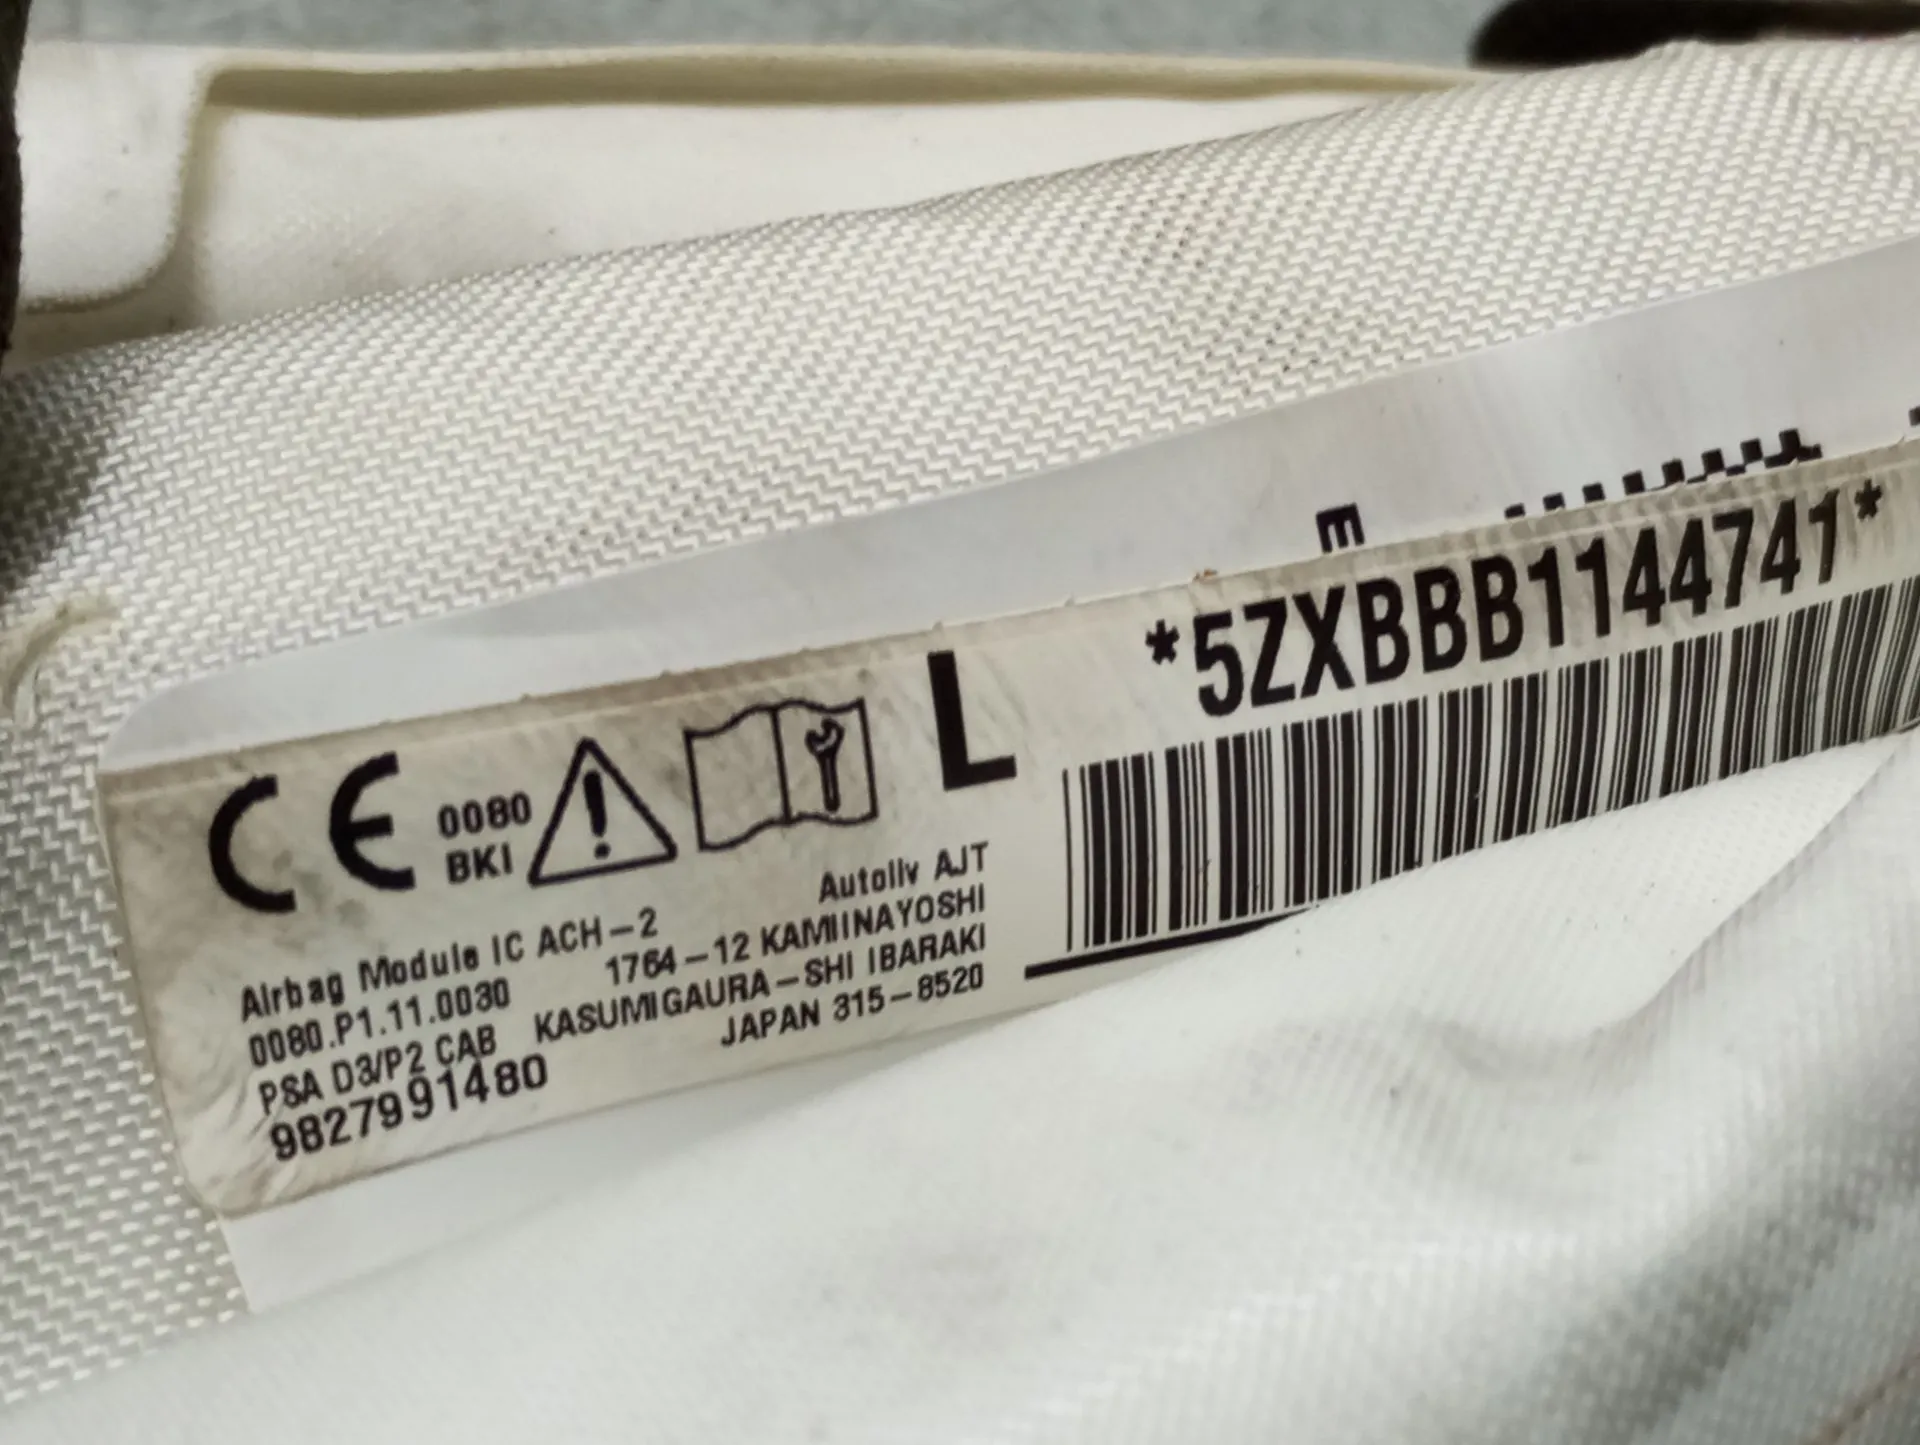 E
*5ZXBBB1144741*
L
CE 0080
BKI
Airbag Module IC ACH-2
0080.P1.11.0030
PSA D3/P2 CAB
9827991480
Autoliv AJT
1764-12 KAMIINAYOSHI
KASUMIGAURA-SHI IBARAKI
JAPAN 315-8520